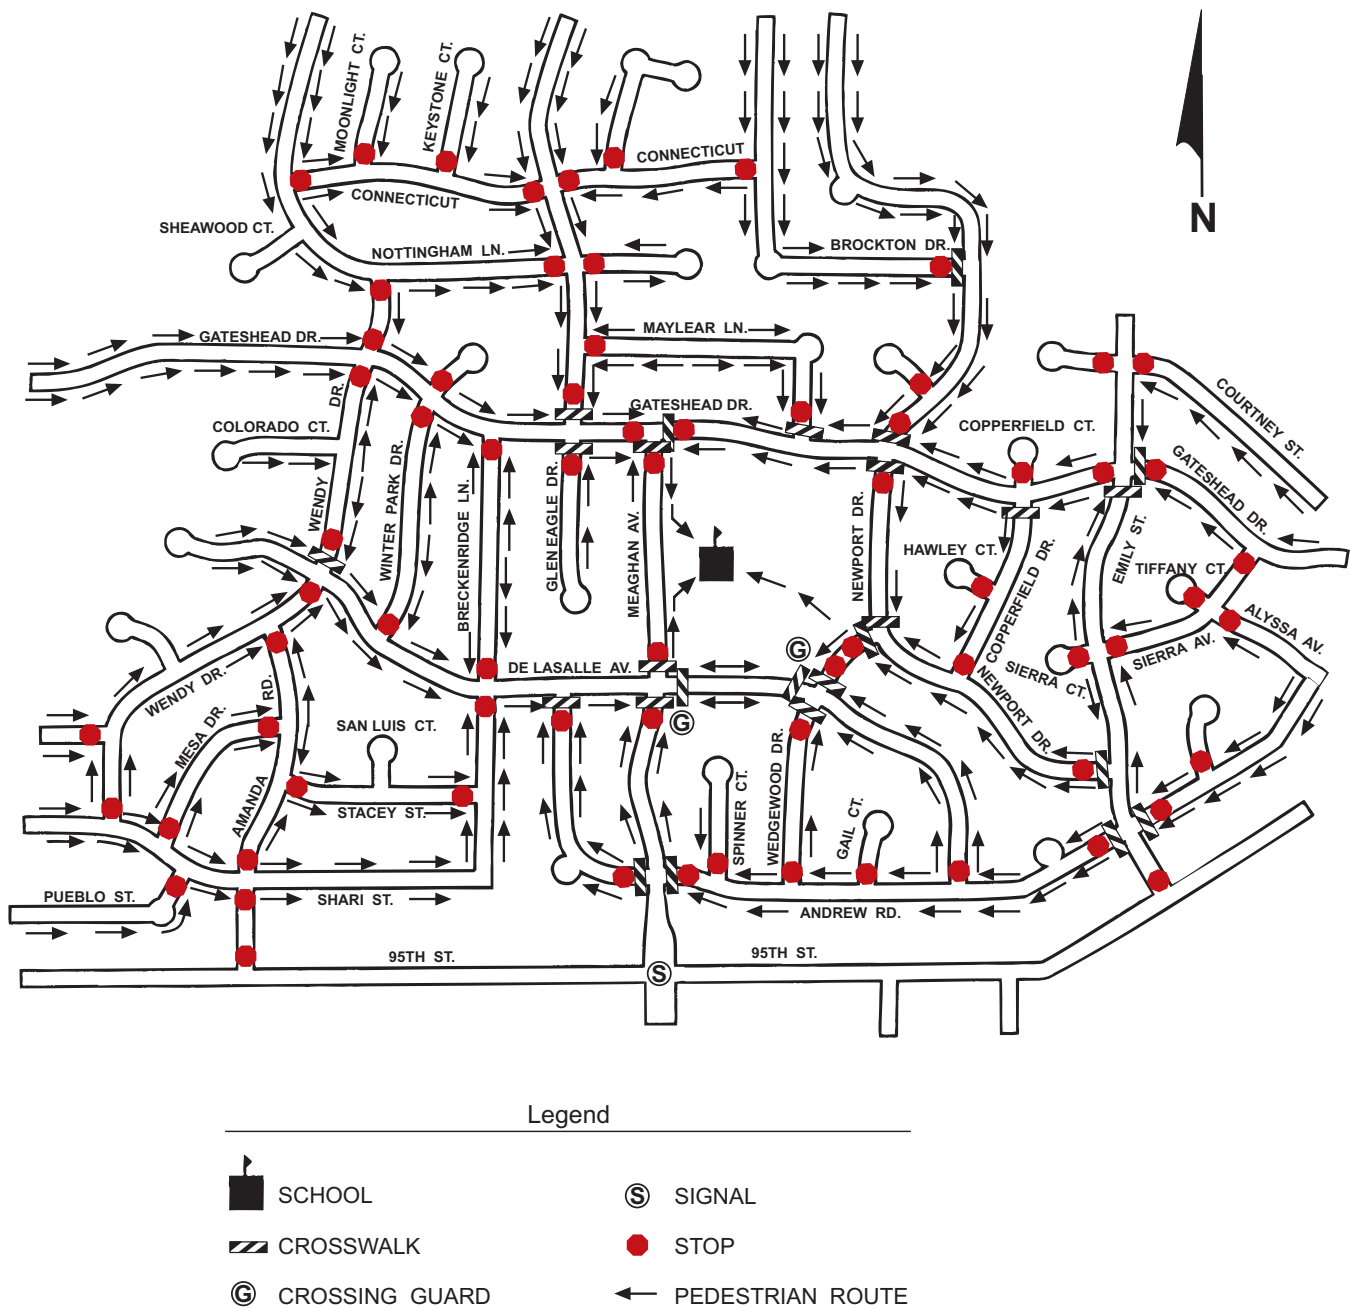 MOONLIGHT CT.
KEYSTONE CT.
CONNECTICUT
CONNECTICUT
SHEAWOOD CT.
NOTTINGHAM LN.
BROCKTON DR.
N
GATESHEAD DR.
MAYLEAR LN.
COURTNEY ST.
GATESHEAD DR.
COPPERFIELD CT.
COLORADO CT.
WENDY DR.
WINTER PARK DR.
BRECKENRIDGE LN.
GLEN EAGLE DR.
MEAGHAN AV.
NEWPORT DR.
HAWLEY CT.
COPPERFIELD DR.
EMILY ST.
GATESHEAD DR.
TIFFANY CT.
ALYSSA AV.
SIERRA AV.
SIERRA CT.
DE LASALLE AV.
G
NEWPORT DR.
WENDY DR.
MESA DR.
AMANDA RD.
SAN LUIS CT.
G
STACEY ST.
SPINNER CT.
WEDGEWOOD DR.
GAIL CT.
PUEBLO ST.
SHARI ST.
ANDREW RD.
95TH ST.
95TH ST.
S
Legend
SCHOOL
S SIGNAL
CROSSWALK
STOP
G CROSSING GUARD
PEDESTRIAN ROUTE